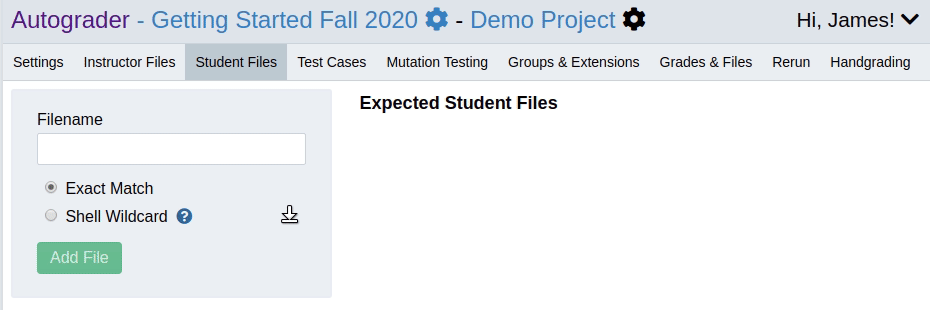 Autograder - Getting Started Fall 2020 - Demo Project Hi, James!
Settings Instructor Files Student Files Test Cases Mutation Testing Groups & Extensions Grades & Files Rerun Handgrading
Expected Student Files
Filename
Exact Match
Shell Wildcard ?
Add File